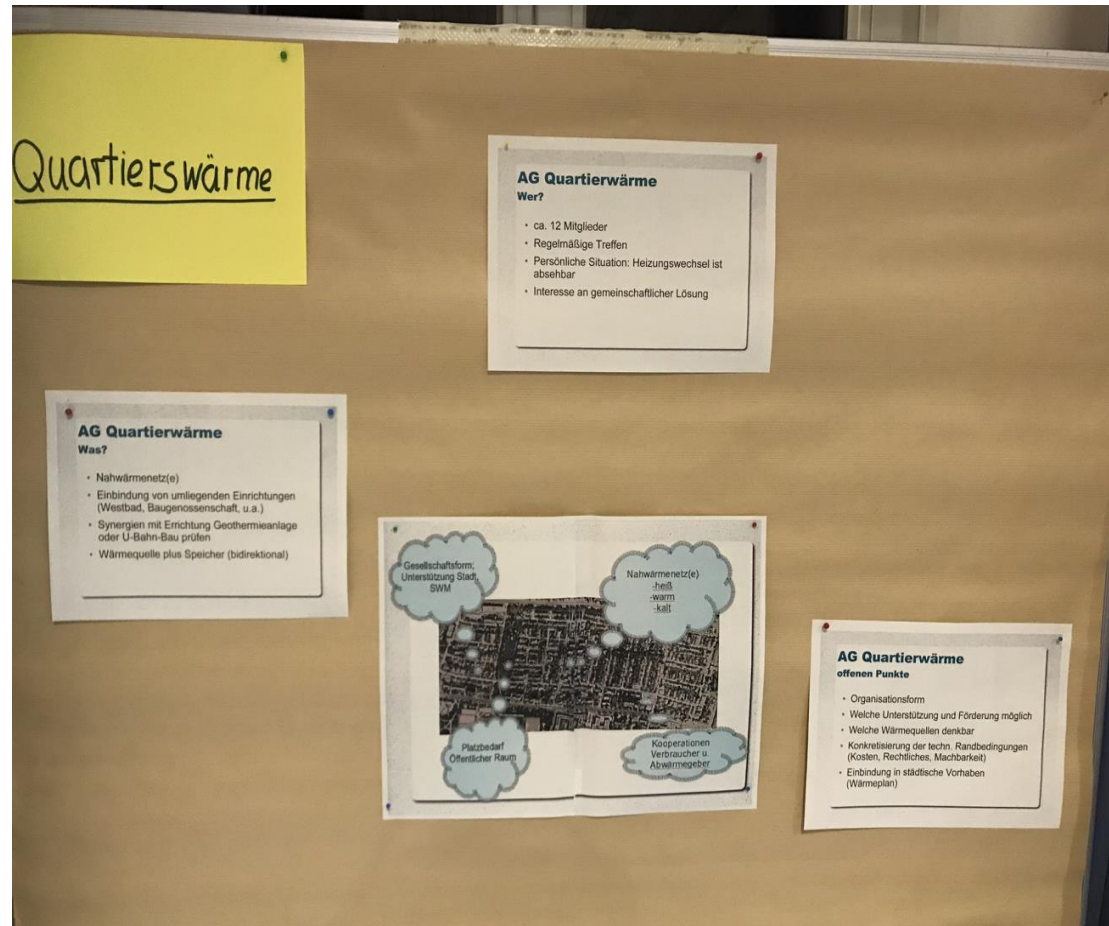 Quartierswärme
AG Quartierwärme
Wer?
• ca. 12 Mitglieder
• Regelmäßige Treffen
• Persönliche Situation: Heizungswechsel ist
absehbar
• Interesse an gemeinschaftlicher Lösung
AG Quartierwärme
Was?
• Nahwärmenetz(e)
• Einbindung von umliegenden Einrichtungen
(Westbad, Baugenossenschaft, u.a.)
• Synergien mit Errichtung Geothermieanlage
oder U-Bahn-Bau prüfen
• Wärmequelle plus Speicher (bidirektional)
Gesellschaftsform;
Unterstützung Stadt,
SWM
Nahwärmenetz(e)
-heiß
-warm
-kalt
Platzbedarf
Öffentlicher Raum
Kooperationen
Verbraucher u.
Abwärmegeber
AG Quartierwärme
offenen Punkte
• Organisationsform
• Welche Unterstützung und Förderung möglich
• Welche Wärmequellen denkbar
• Konkretisierung der techn. Randbedingungen
(Kosten, Rechtliches, Machbarkeit)
• Einbindung in städtische Vorhaben
(Wärmeplan)